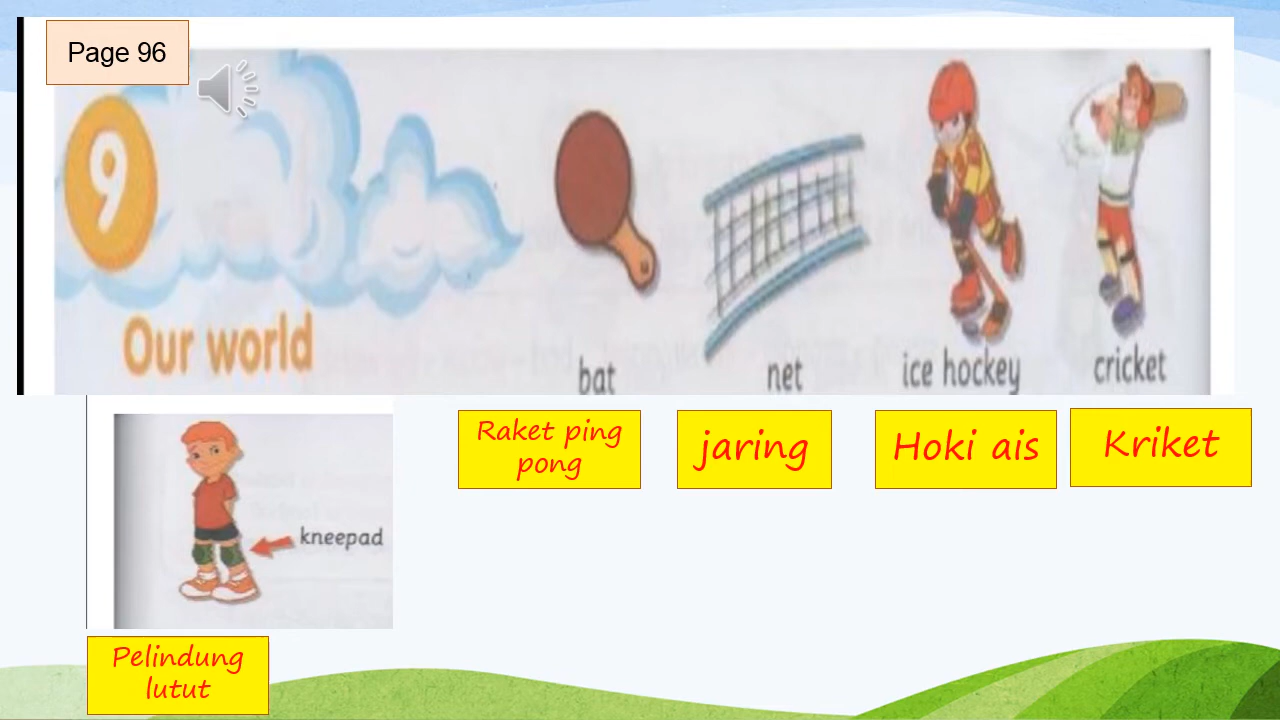 Page 96
9
Our world
bat
net
ice hockey
cricket
Raket ping
pong
jaring
Hoki ais
Kriket
kneepad
Pelindung
lutut